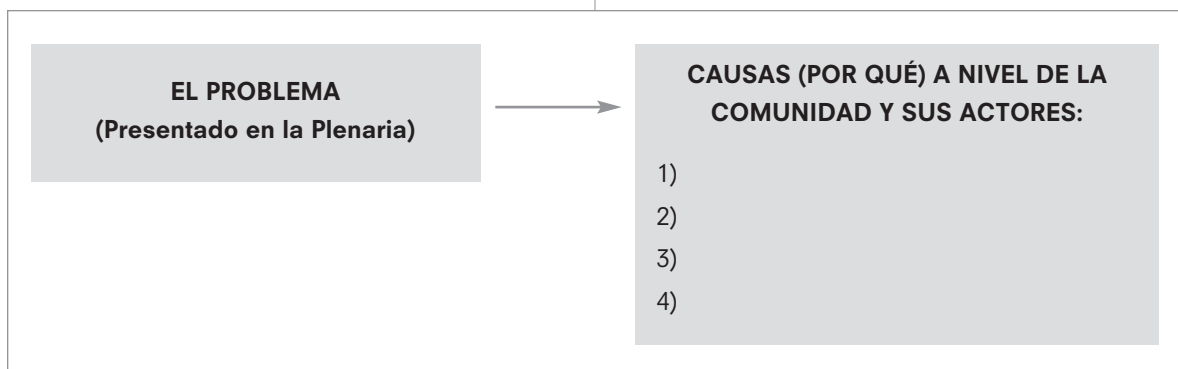 EL PROBLEMA
(Presentado en la Plenaria)
CAUSAS (POR QUÉ) A NIVEL DE LA
COMUNIDAD Y SUS ACTORES:
1)
2)
3)
4)